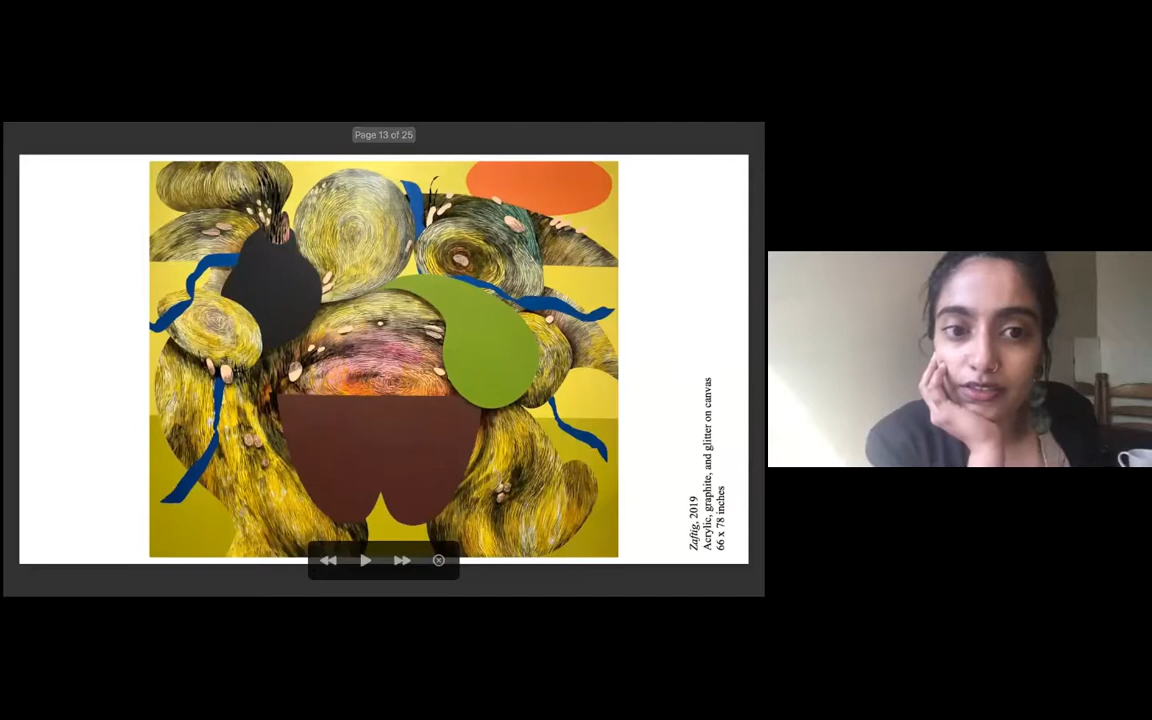 Page 13 of 25
Zaftig, 2019
Acrylic, graphite, and glitter on canvas
66 x 78 inches